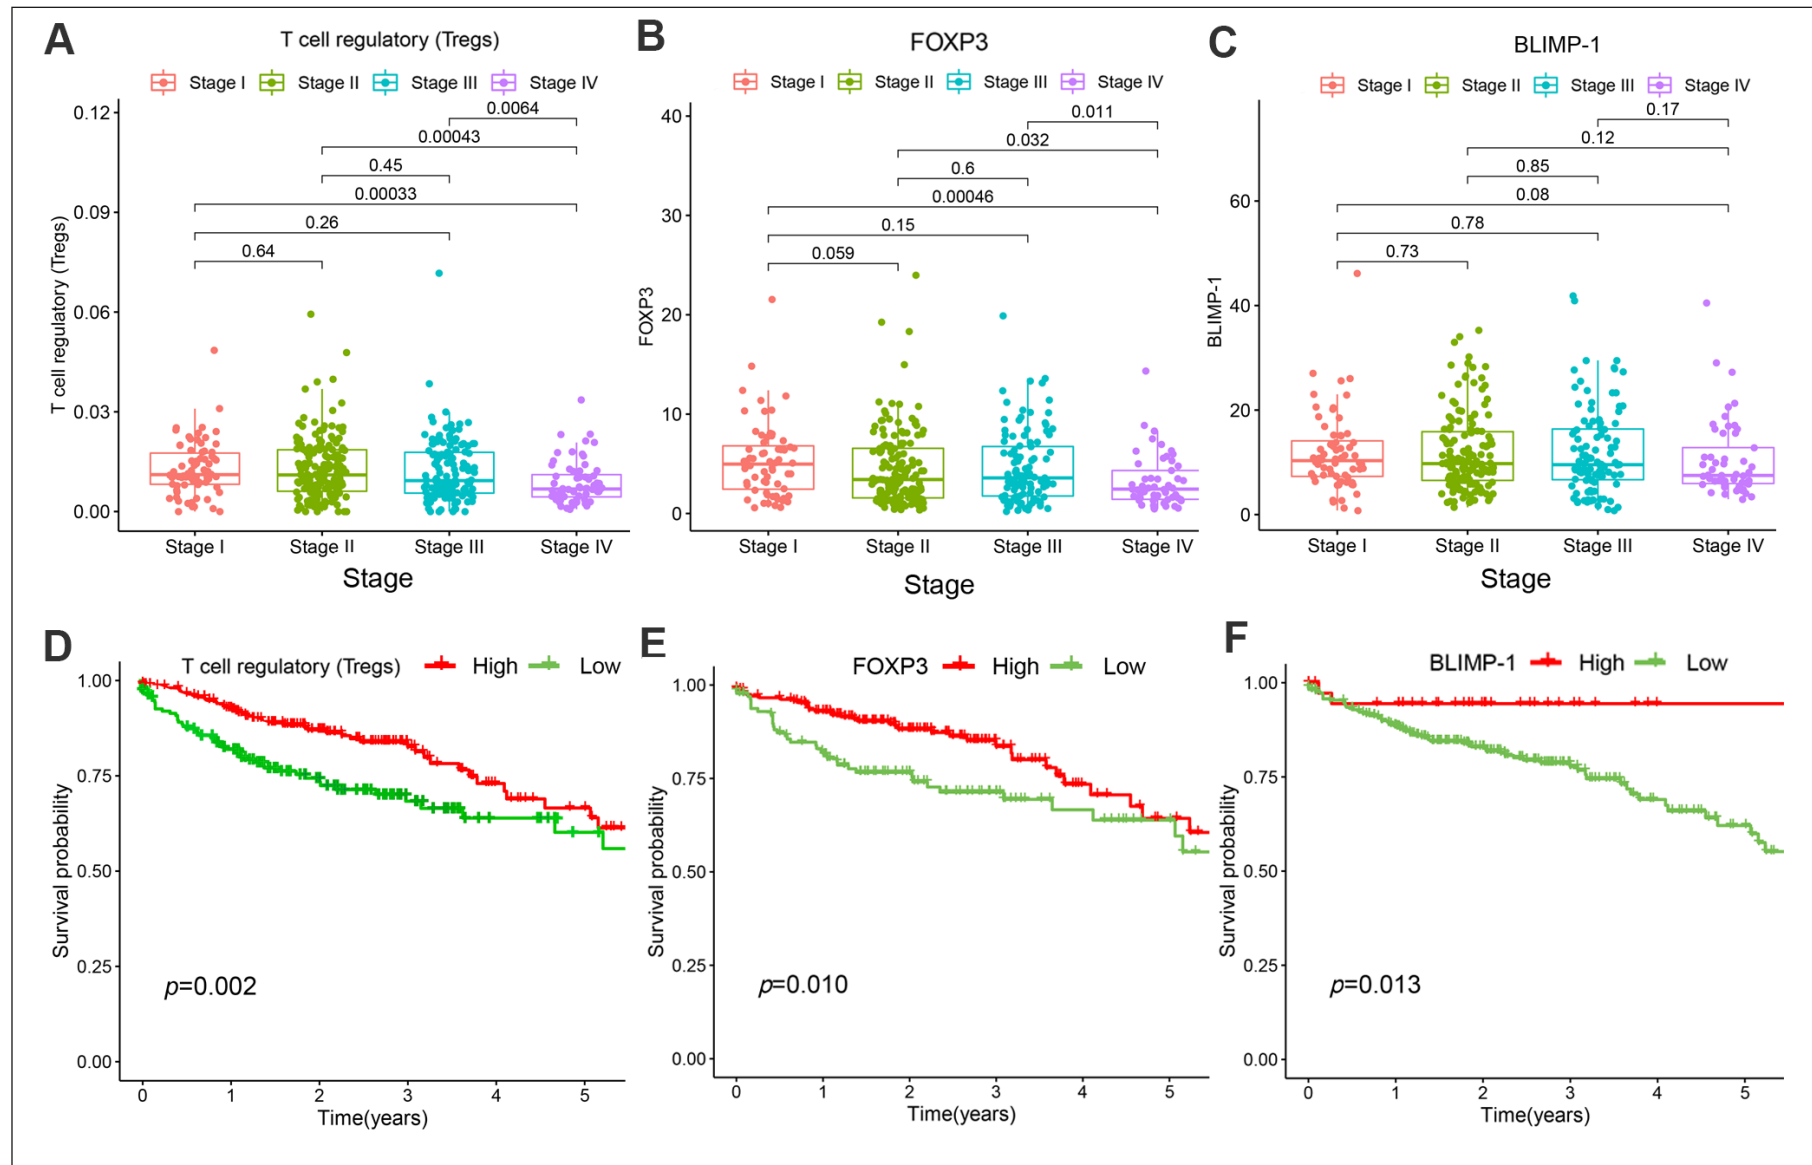 A
T cell regulatory (Tregs)
Stage I Stage II Stage III Stage IV
T cell regulatory (Tregs)
0.12
0.09
0.06
0.03
0.00
0.0064
0.00043
0.45
0.00033
0.26
0.64
Stage I Stage II Stage III Stage IV
Stage
B
FOXP3
Stage I Stage II Stage III Stage IV
FOXP3
40
30
20
10
0
0.011
0.032
0.6
0.00046
0.15
0.059
Stage I Stage II Stage III Stage IV
Stage
C
BLIMP-1
Stage I Stage II Stage III Stage IV
BLIMP-1
60
40
20
0
0.17
0.12
0.85
0.08
0.78
0.73
Stage I Stage II Stage III Stage IV
Stage
D
T cell regulatory (Tregs) High Low
Survival probability
1.00
0.75
0.50
0.25
0.00
p=0.002
0 1 2 3 4 5
Time(years)
E
FOXP3 High Low
Survival probability
1.00
0.75
0.50
0.25
0.00
p=0.010
0 1 2 3 4 5
Time(years)
F
BLIMP-1 High Low
Survival probability
1.00
0.75
0.50
0.25
0.00
p=0.013
0 1 2 3 4 5
Time(years)